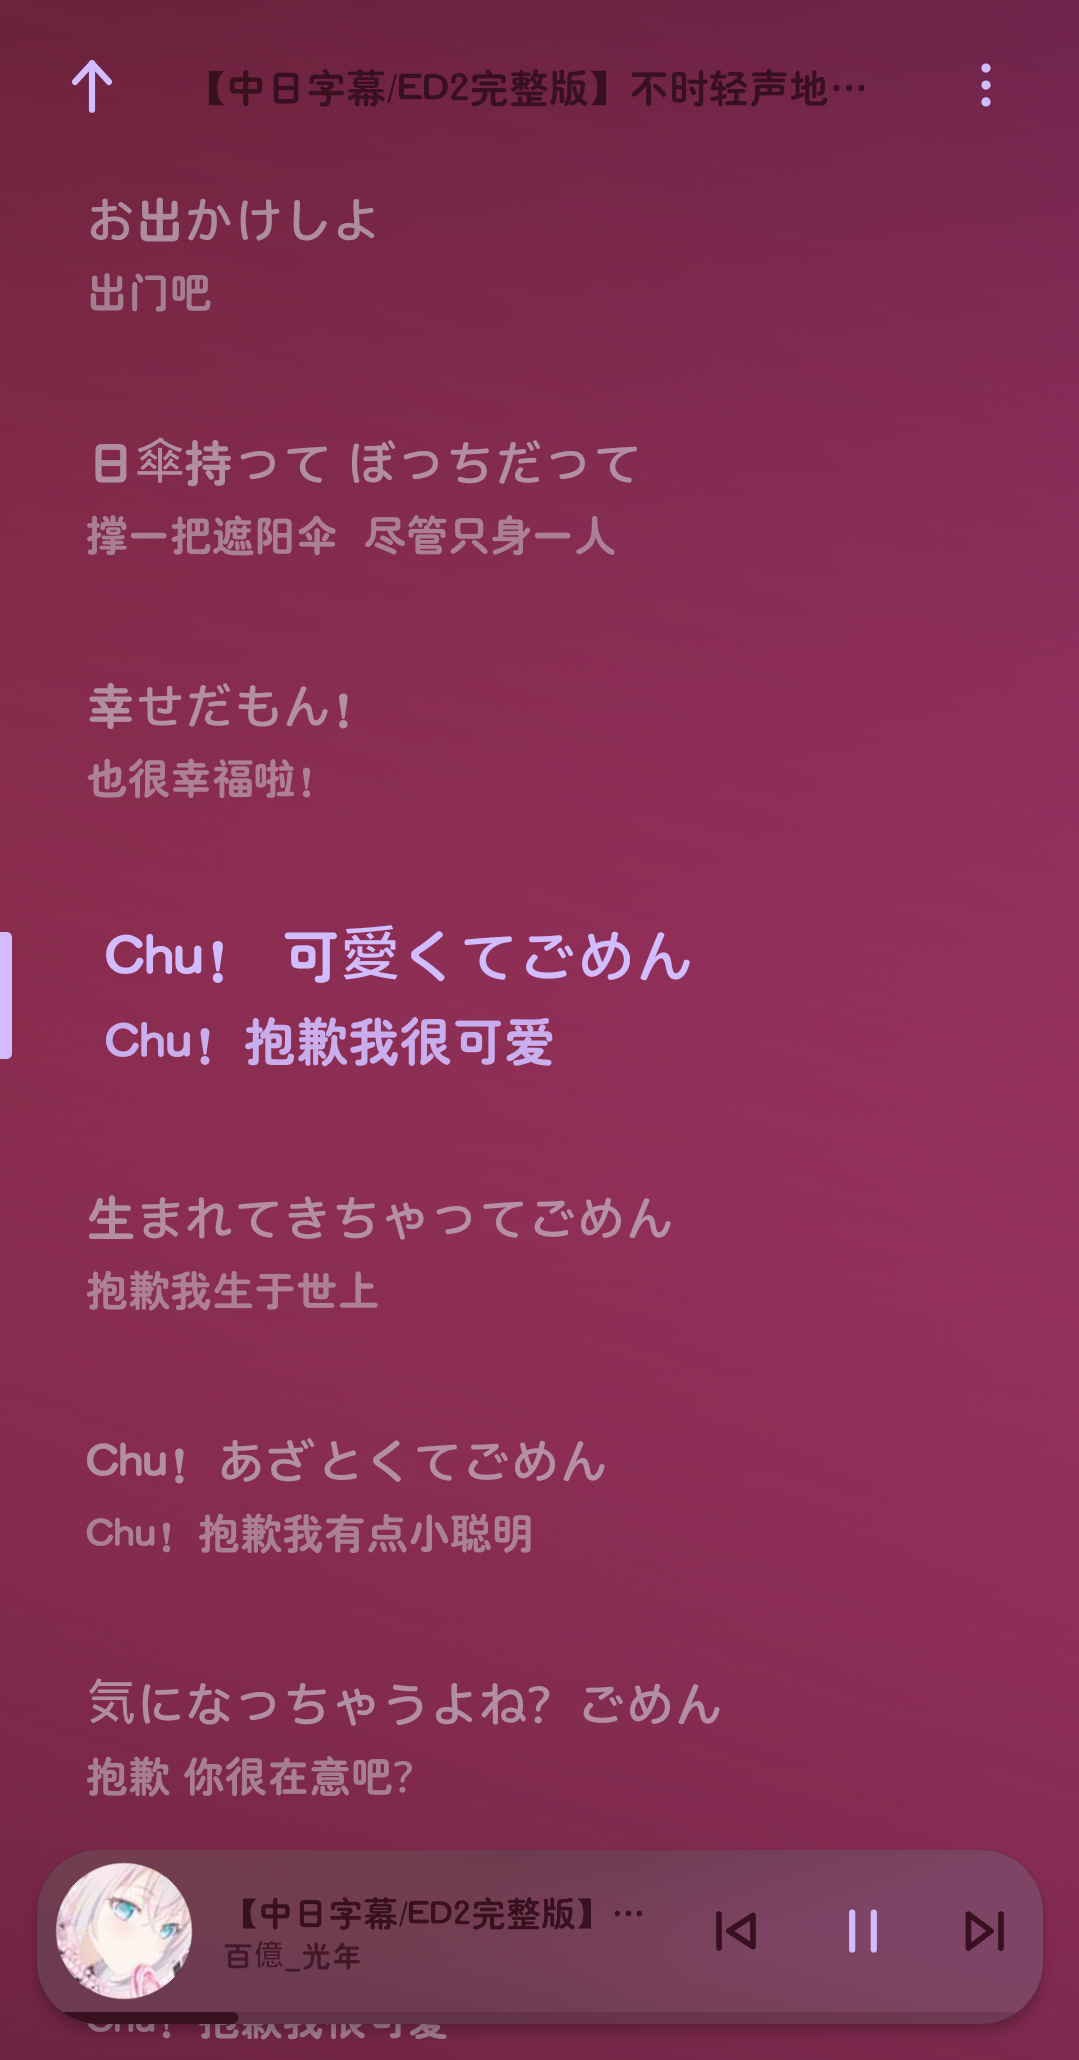 【中日字幕/ED2完整版】不时轻声地…
お出かけしよ
出门吧
日傘持って ぼっちだって
撑一把遮阳伞 尽管只身一人
幸せだもん！
也很幸福啦！
Chu！ 可愛くてごめん
Chu！抱歉我很可爱
生まれてきちゃってごめん
抱歉我生于世上
Chu！あざとくてごめん
Chu！抱歉我有点小聪明
気になっちゃうよね？ごめん
抱歉 你很在意吧？
【中日字幕/ED2完整版】…
百億_光年
Chu！抱歉我很可爱